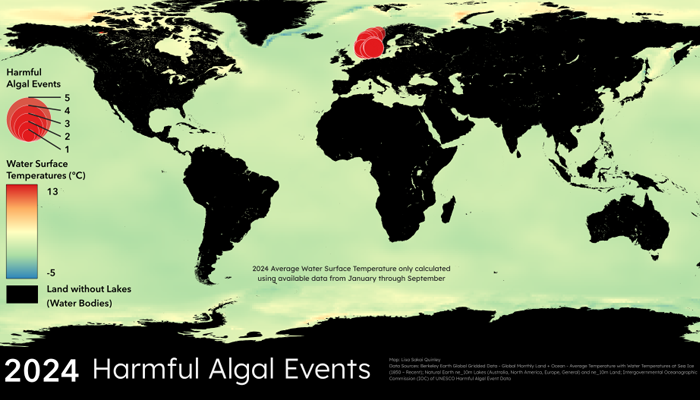 Harmful
Algal Events
5
4
3
2
1
Water Surface
Temperatures (°C)
13
-5
Land without Lakes
(Water Bodies)
2024 Average Water Surface Temperature only calculated
using available data from January through September
2024 Harmful Algal Events
Map: Lisa Sakai Quinley
Data Sources: Berkeley Earth Global Gridded Data - Global Monthly Land + Ocean - Average Temperature with Water Temperatures at Sea Ice
(1850 – Recent); Natural Earth ne_10m Lakes (Australia, North America, Europe, General) and ne_10m Land; Intergovernmental Oceanographic
Commission (IOC) of UNESCO Harmful Algal Event Data